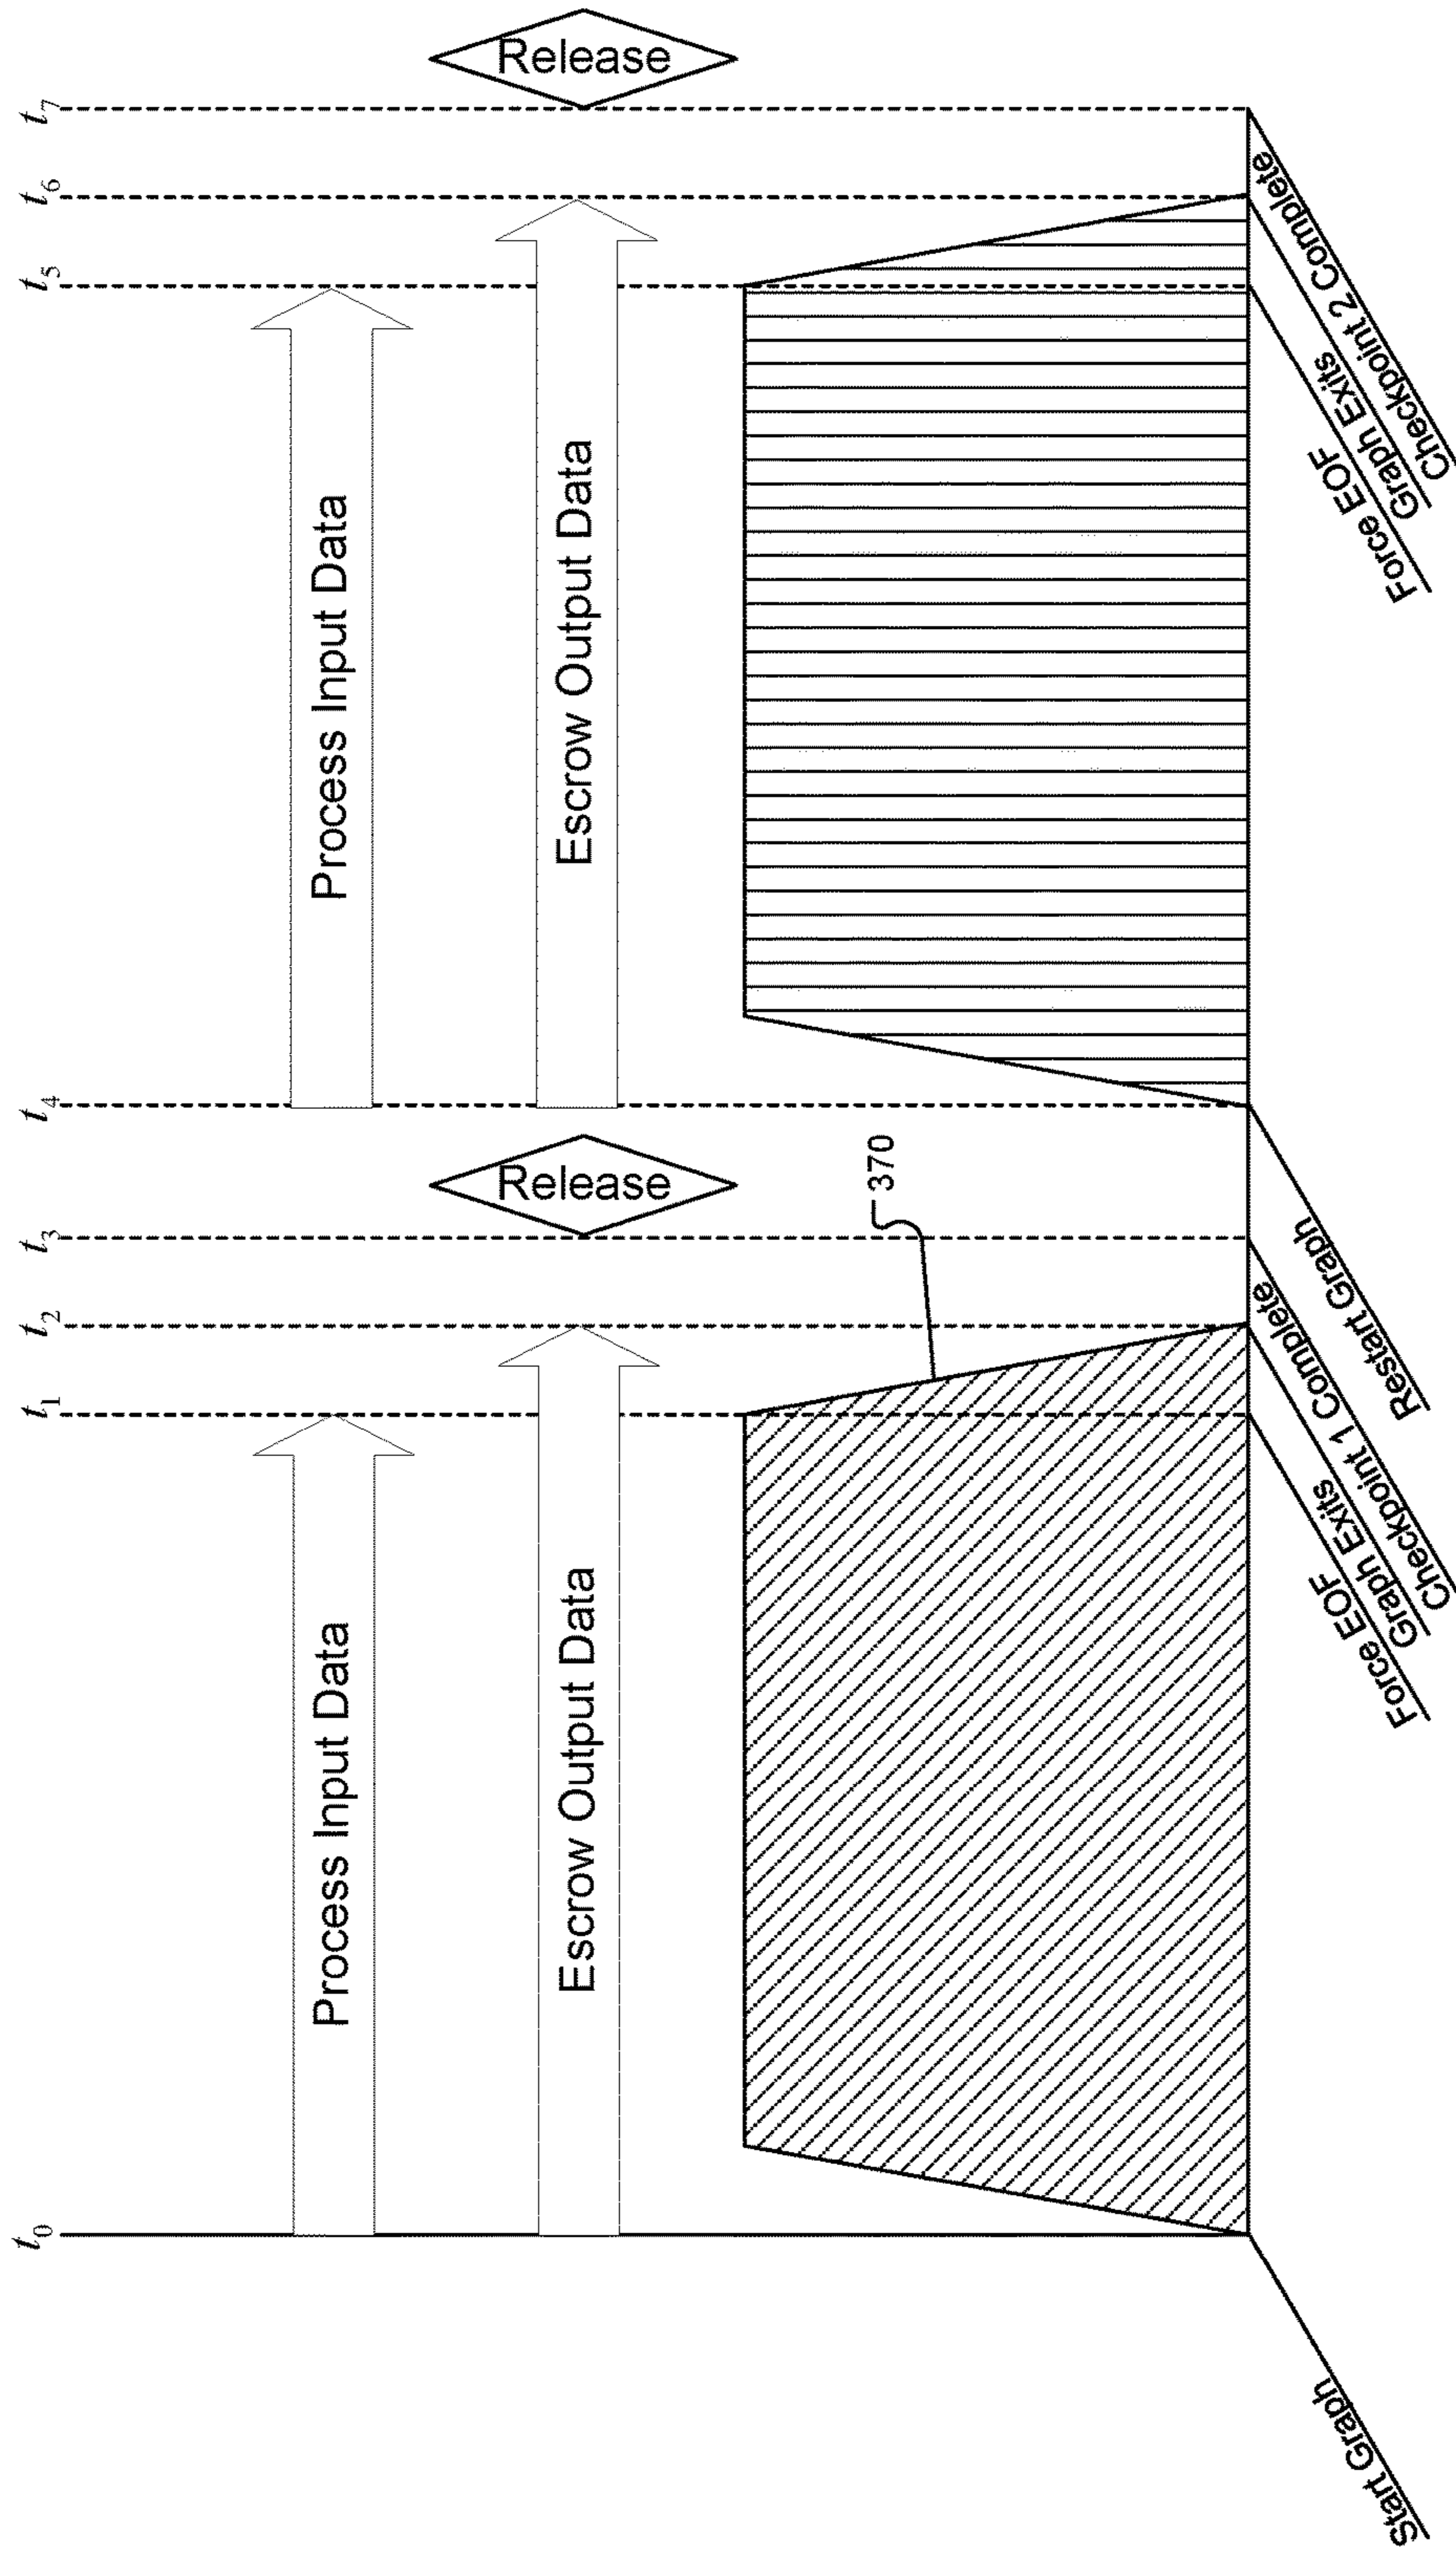 t0
t1
t2
t3
t4
t5
t6
t7
Process Input Data
Process Input Data
Escrow Output Data
Release
Escrow Output Data
Release
370
Start Graph
Force EOF
Graph Exits
Checkpoint 1 Complete
Restart Graph
Force EOF
Graph Exits
Checkpoint 2 Complete